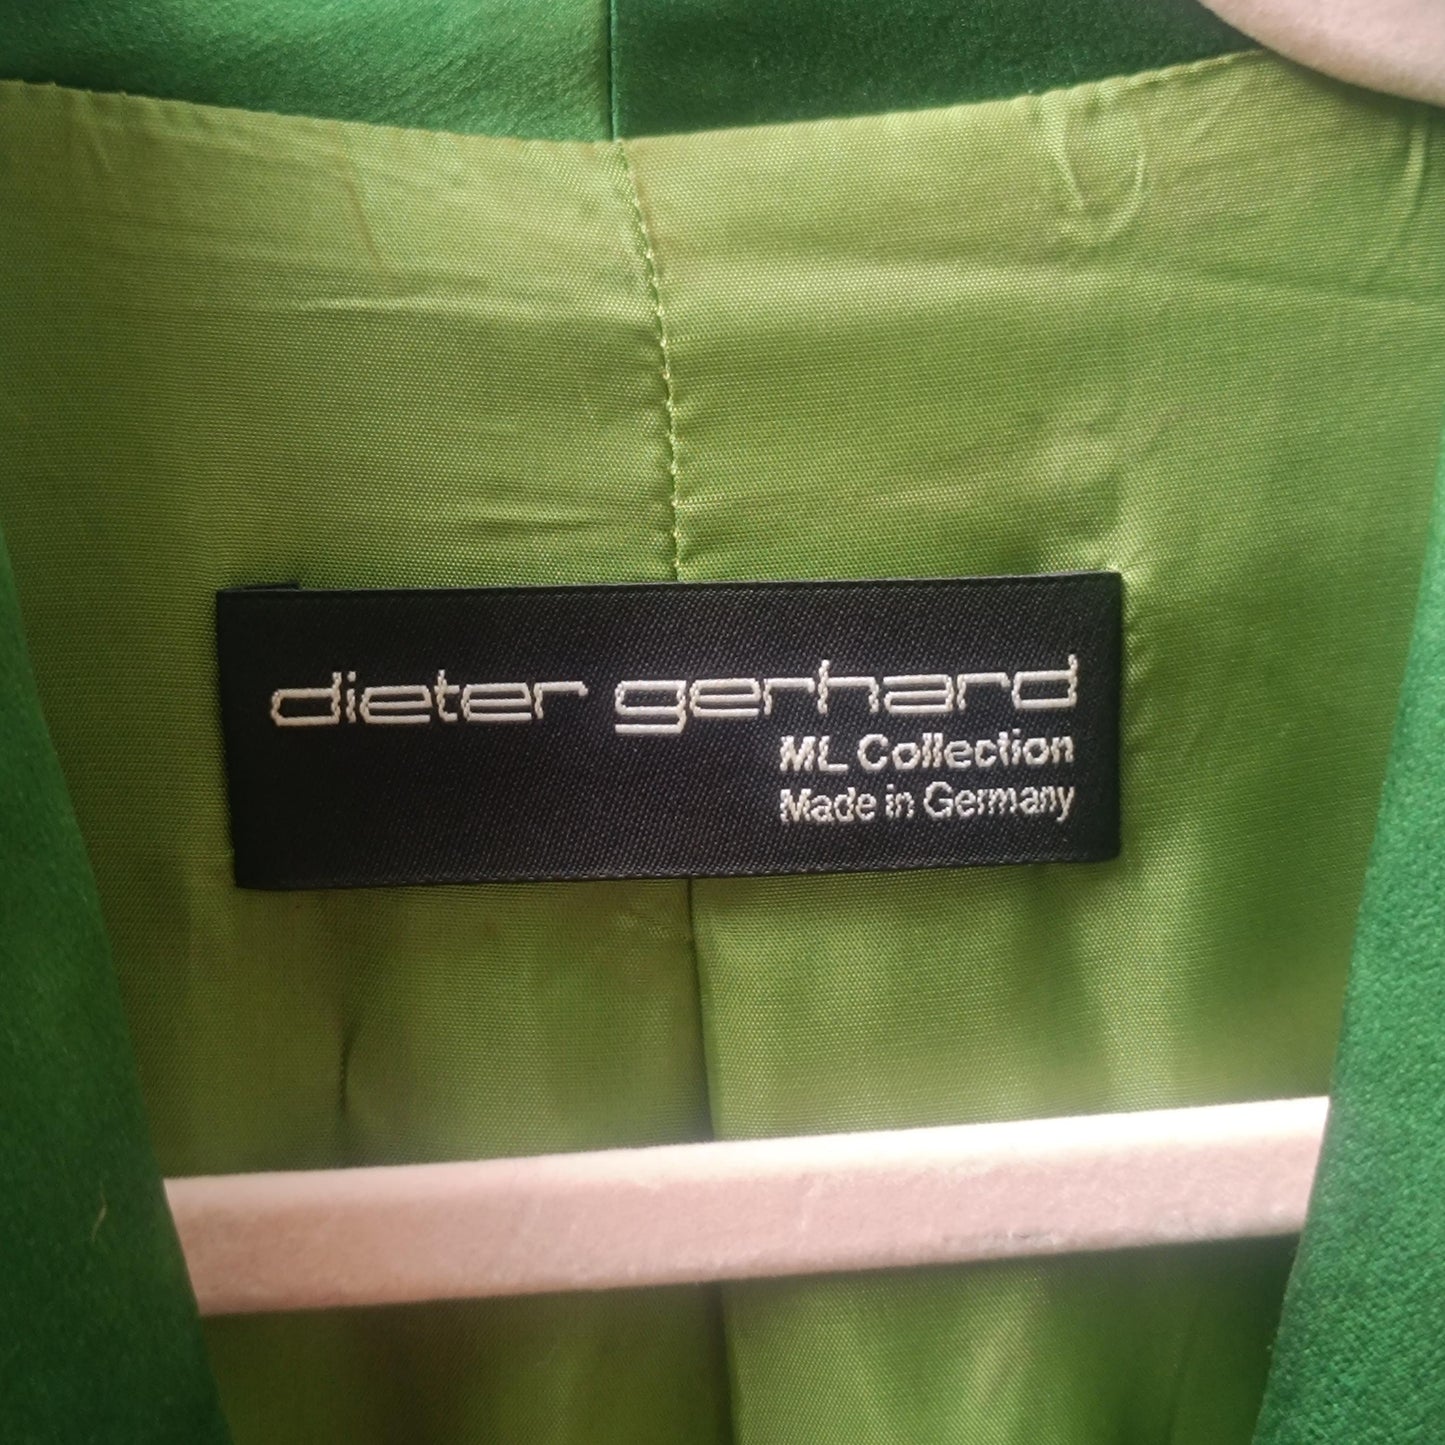 dieter gerhard
ML Collection
Made in Germany